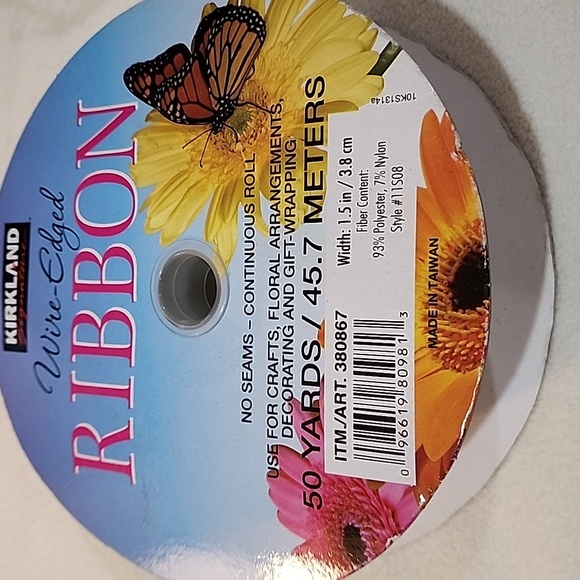 KIRKLAND
Signature
Wire-Edged
RIBBON
NO SEAMS – CONTINUOUS ROLL
USE FOR CRAFTS, FLORAL ARRANGEMENTS,
DECORATING AND GIFT-WRAPPING
50 YARDS / 45.7 METERS
ITM./ART. 380867
Width: 1.5 in / 3.8 cm
Fiber Content:
93% Polyester, 7% Nylon
Style #11S08
0 96619 80981 3
MADE IN TAIWAN
10KS1314a